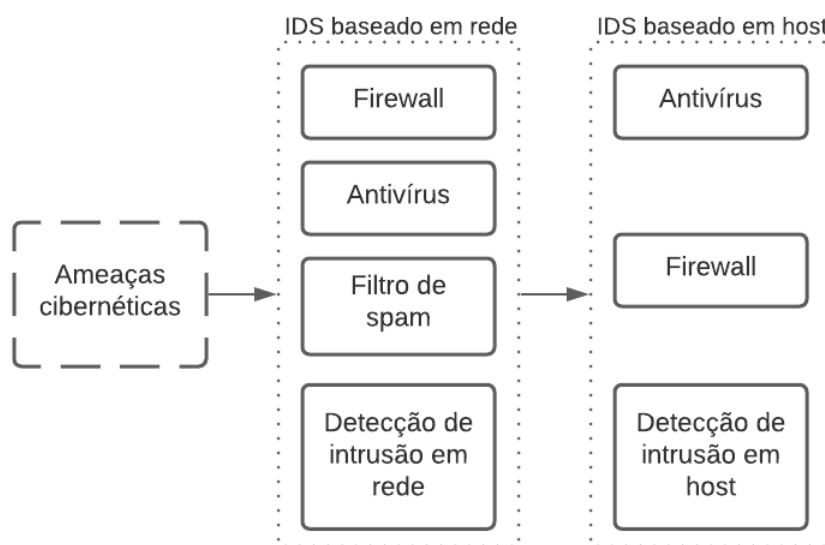 IDS baseado em rede
IDS baseado em host
Firewall
Antivírus
Filtro de
spam
Detecção de
intrusão em
rede
Antivírus
Firewall
Detecção de
intrusão em
host
Ameaças
cibernéticas